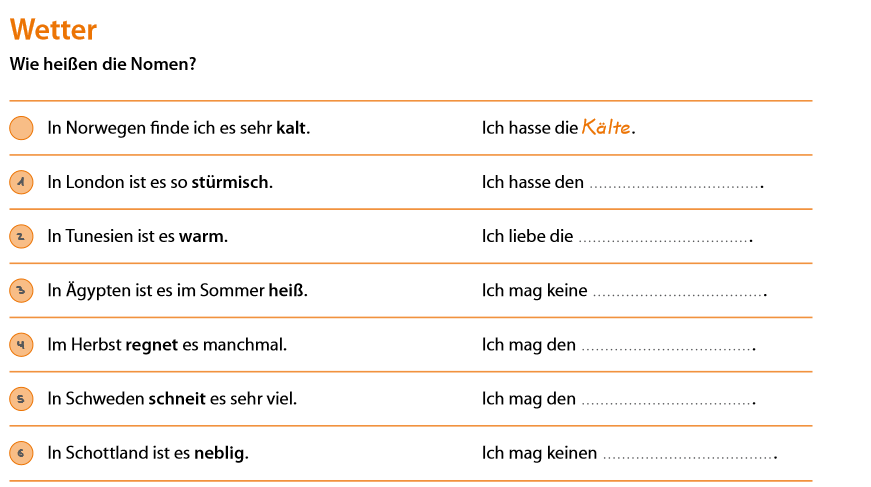 Wetter
Wie heißen die Nomen?
In Norwegen finde ich es sehr kalt. Ich hasse die Kälte.
1 In London ist es so stürmisch. Ich hasse den ....................................
2 In Tunesien ist es warm. Ich liebe die ....................................
3 In Ägypten ist es im Sommer heiß. Ich mag keine ....................................
4 Im Herbst regnet es manchmal. Ich mag den ....................................
5 In Schweden schneit es sehr viel. Ich mag den ....................................
6 In Schottland ist es neblig. Ich mag keinen ....................................